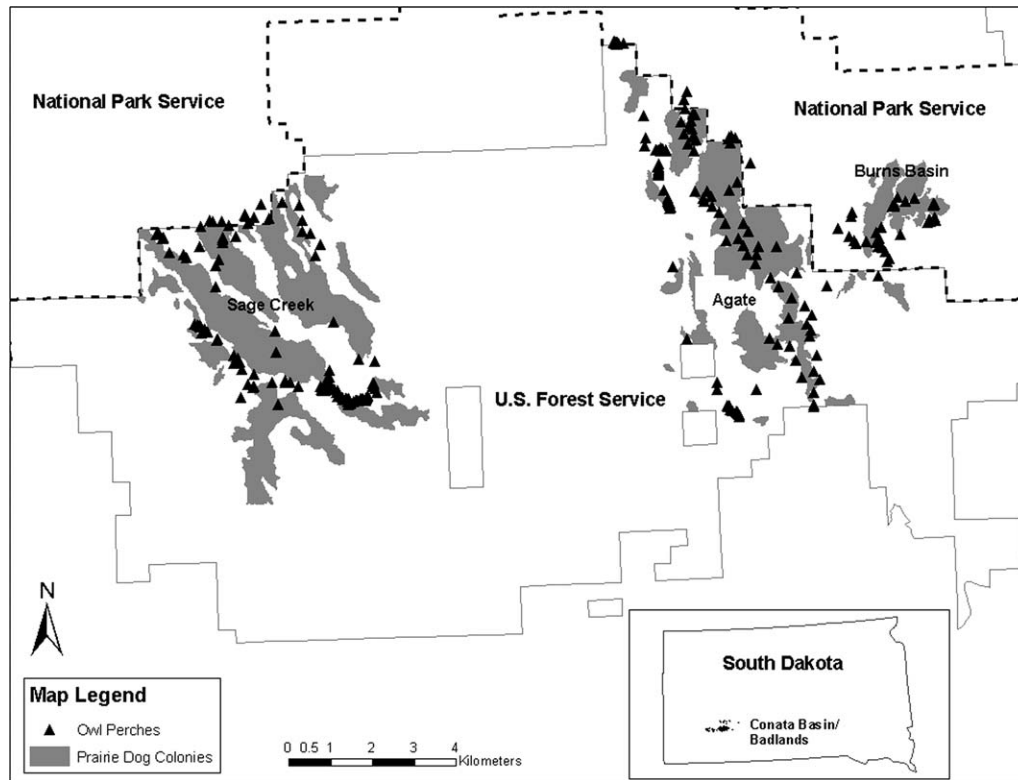 National Park Service
National Park Service
Burns Basin
Sage Creek
Agate
U.S. Forest Service
N
Map Legend
Owl Perches
Prairie Dog Colonies
0 0.5 1 2 3 4
Kilometers
South Dakota
Conata Basin/
Badlands